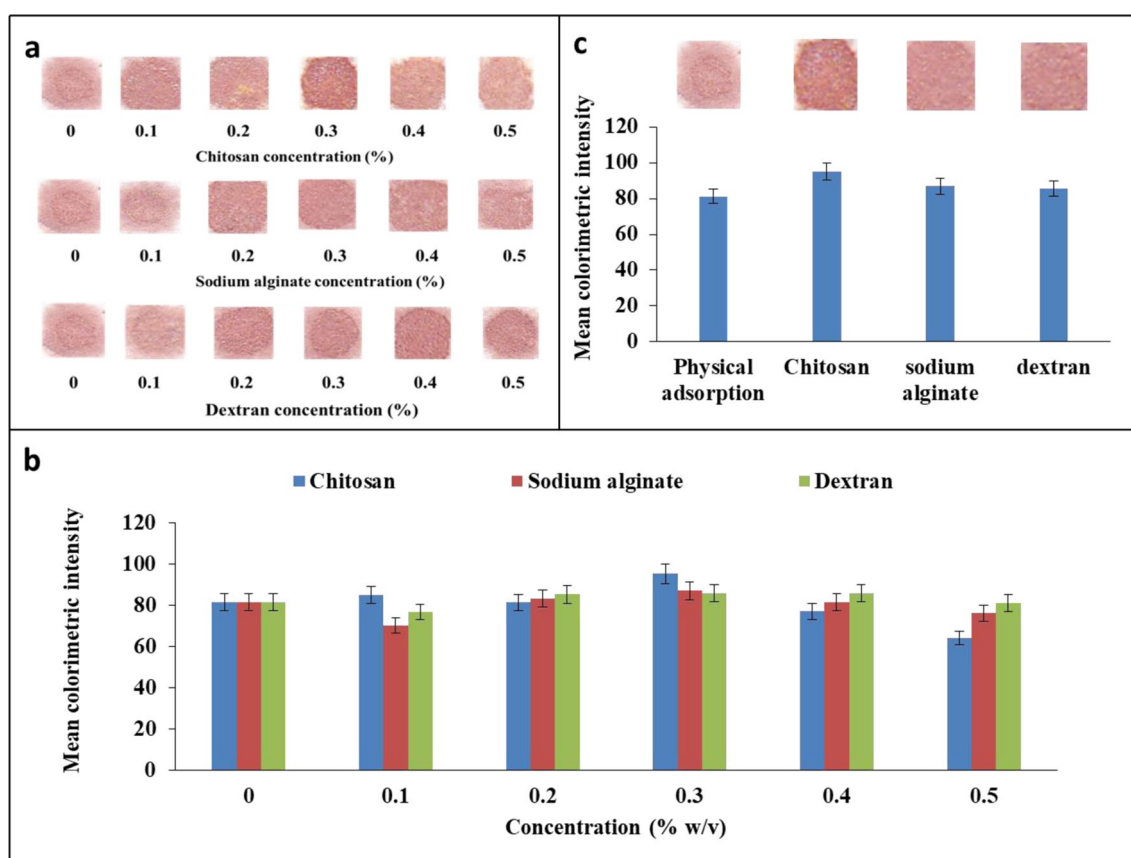 a
0 0.1 0.2 0.3 0.4 0.5
Chitosan concentration (%)
0 0.1 0.2 0.3 0.4 0.5
Sodium alginate concentration (%)
0 0.1 0.2 0.3 0.4 0.5
Dextran concentration (%)
c
Mean colorimetric intensity
120
100
80
60
40
20
0
Physical Chitosan sodium dextran
adsorption alginate
b
Chitosan Sodium alginate Dextran
Mean colorimetric intensity
120
100
80
60
40
20
0
0 0.1 0.2 0.3 0.4 0.5
Concentration (% w/v)